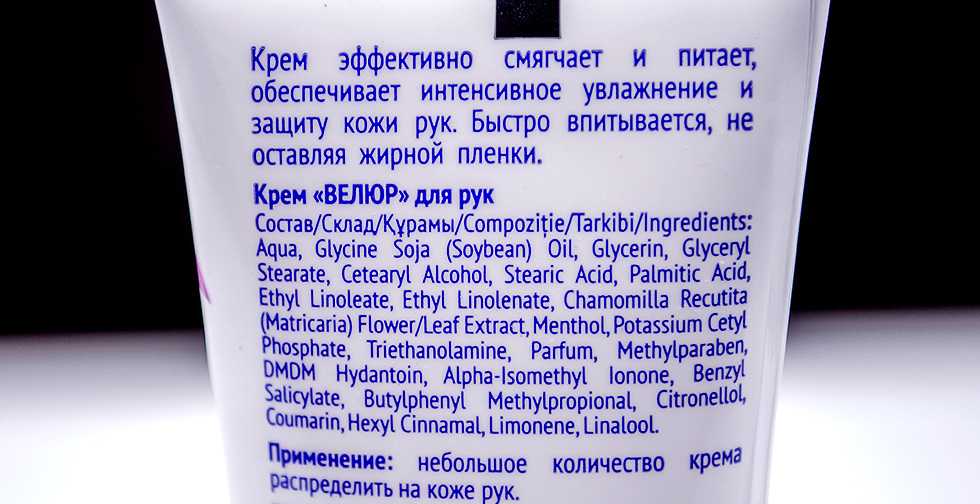 Крем эффективно смягчает и питает,
обеспечивает интенсивное увлажнение и
защиту кожи рук. Быстро впитывается, не
оставляя жирной пленки.
Крем «ВЕЛЮР» для рук
Состав/Склад/Құрамы/Compoziție/Tarkibi/Ingredients:
Aqua, Glycine Soja (Soybean) Oil, Glycerin, Glyceryl
Stearate, Cetearyl Alcohol, Stearic Acid, Palmitic Acid,
Ethyl Linoleate, Ethyl Linolenate, Chamomilla Recutita
(Matricaria) Flower/Leaf Extract, Menthol, Potassium Cetyl
Phosphate, Triethanolamine, Parfum, Methylparaben,
DMDM Hydantoin, Alpha-Isomethyl Ionone, Benzyl
Salicylate, Butylphenyl Methylpropional, Citronellol,
Coumarin, Hexyl Cinnamal, Limonene, Linalool.
Применение: небольшое количество крема
распределить на коже рук.